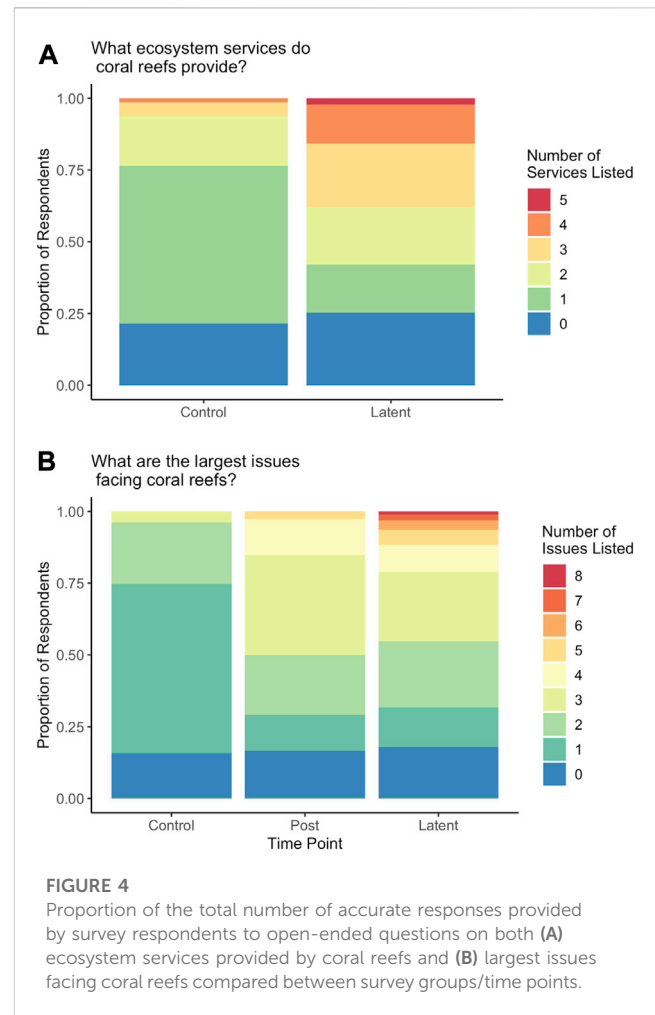 A
What ecosystem services do
coral reefs provide?
1.00
0.75
0.50
0.25
0.00
Proportion of Respondents
Control
Latent
Number of
Services Listed
5
4
3
2
1
0
B
What are the largest issues
facing coral reefs?
1.00
0.75
0.50
0.25
0.00
Proportion of Respondents
Control
Post
Latent
Time Point
Number of
Issues Listed
8
7
6
5
4
3
2
1
0
FIGURE 4
Proportion of the total number of accurate responses provided
by survey respondents to open-ended questions on both (A)
ecosystem services provided by coral reefs and (B) largest issues
facing coral reefs compared between survey groups/time points.